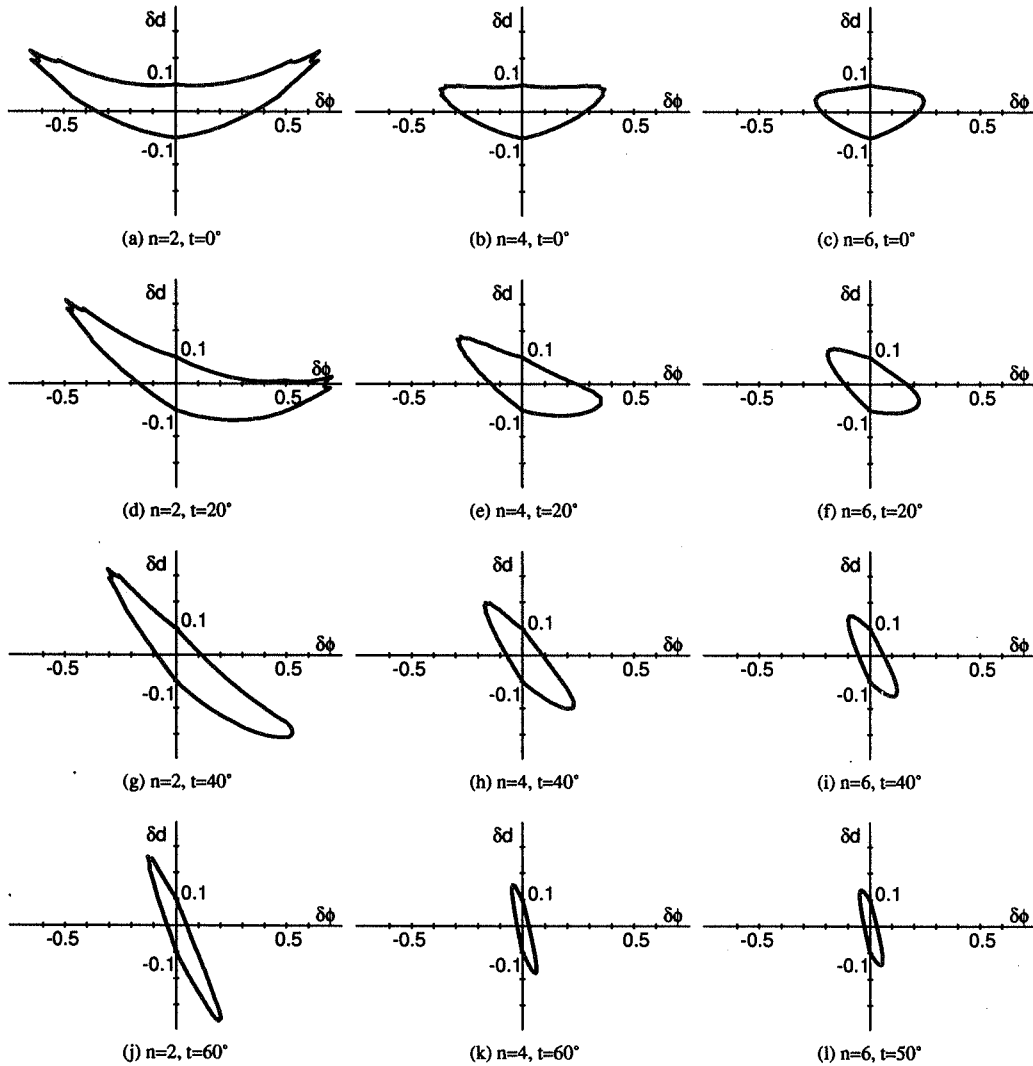 δd δd δd
0.1 0.1 0.1
δϕ δϕ δϕ
-0.5 0.5 -0.5 0.5 -0.5 0.5
-0.1 -0.1 -0.1
(a) n=2, t=0° (b) n=4, t=0° (c) n=6, t=0°
δd δd δd
0.1 0.1 0.1
δϕ δϕ δϕ
-0.5 0.5 -0.5 0.5 -0.5 0.5
-0.1 -0.1 -0.1
(d) n=2, t=20° (e) n=4, t=20° (f) n=6, t=20°
δd δd δd
0.1 0.1 0.1
δϕ δϕ δϕ
-0.5 0.5 -0.5 0.5 -0.5 0.5
-0.1 -0.1 -0.1
(g) n=2, t=40° (h) n=4, t=40° (i) n=6, t=40°
δd δd δd
0.1 0.1 0.1
δϕ δϕ δϕ
-0.5 0.5 -0.5 0.5 -0.5 0.5
-0.1 -0.1 -0.1
(j) n=2, t=60° (k) n=4, t=60° (l) n=6, t=50°